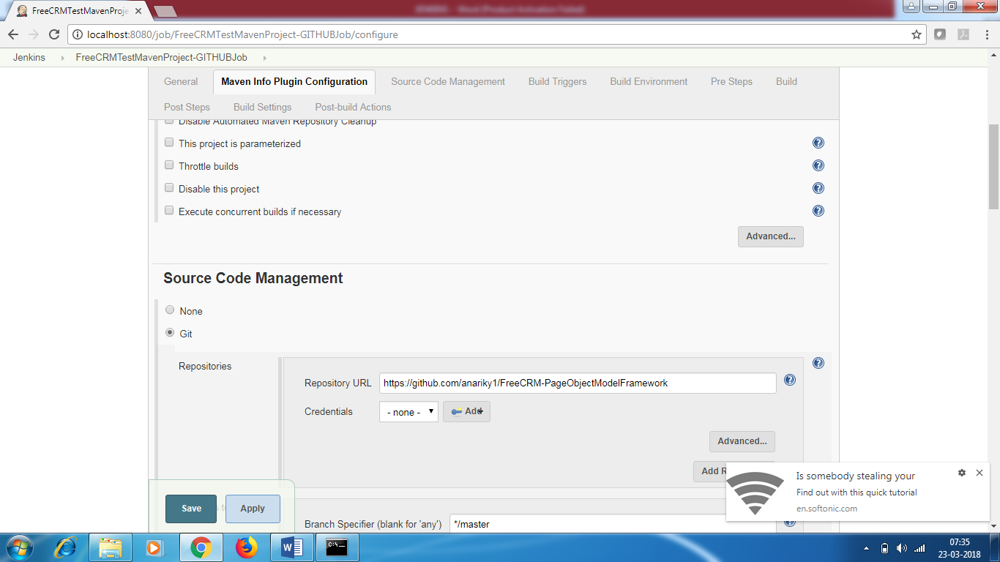 FreeCRMTestMavenProje
localhost:8080/job/FreeCRMTestMavenProject-GITHUBJob/configure
Jenkins
FreeCRMTestMavenProject-GITHUBJob
General
Maven Info Plugin Configuration
Source Code Management
Build Triggers
Build Environment
Pre Steps
Build
Post Steps
Build Settings
Post-build Actions
Disable Automated Maven Repository Cleanup
This project is parameterized
Throttle builds
Disable this project
Execute concurrent builds if necessary
Advanced...
Source Code Management
None
Git
Repositories
Repository URL
https://github.com/anariky1/FreeCRM-PageObjectModelFramework
Credentials
- none -
Add
Advanced...
Add R
Is somebody stealing your
Find out with this quick tutorial
en.softonic.com
Save
Apply
Branch Specifier (blank for 'any')
*/master
07:35
23-03-2018